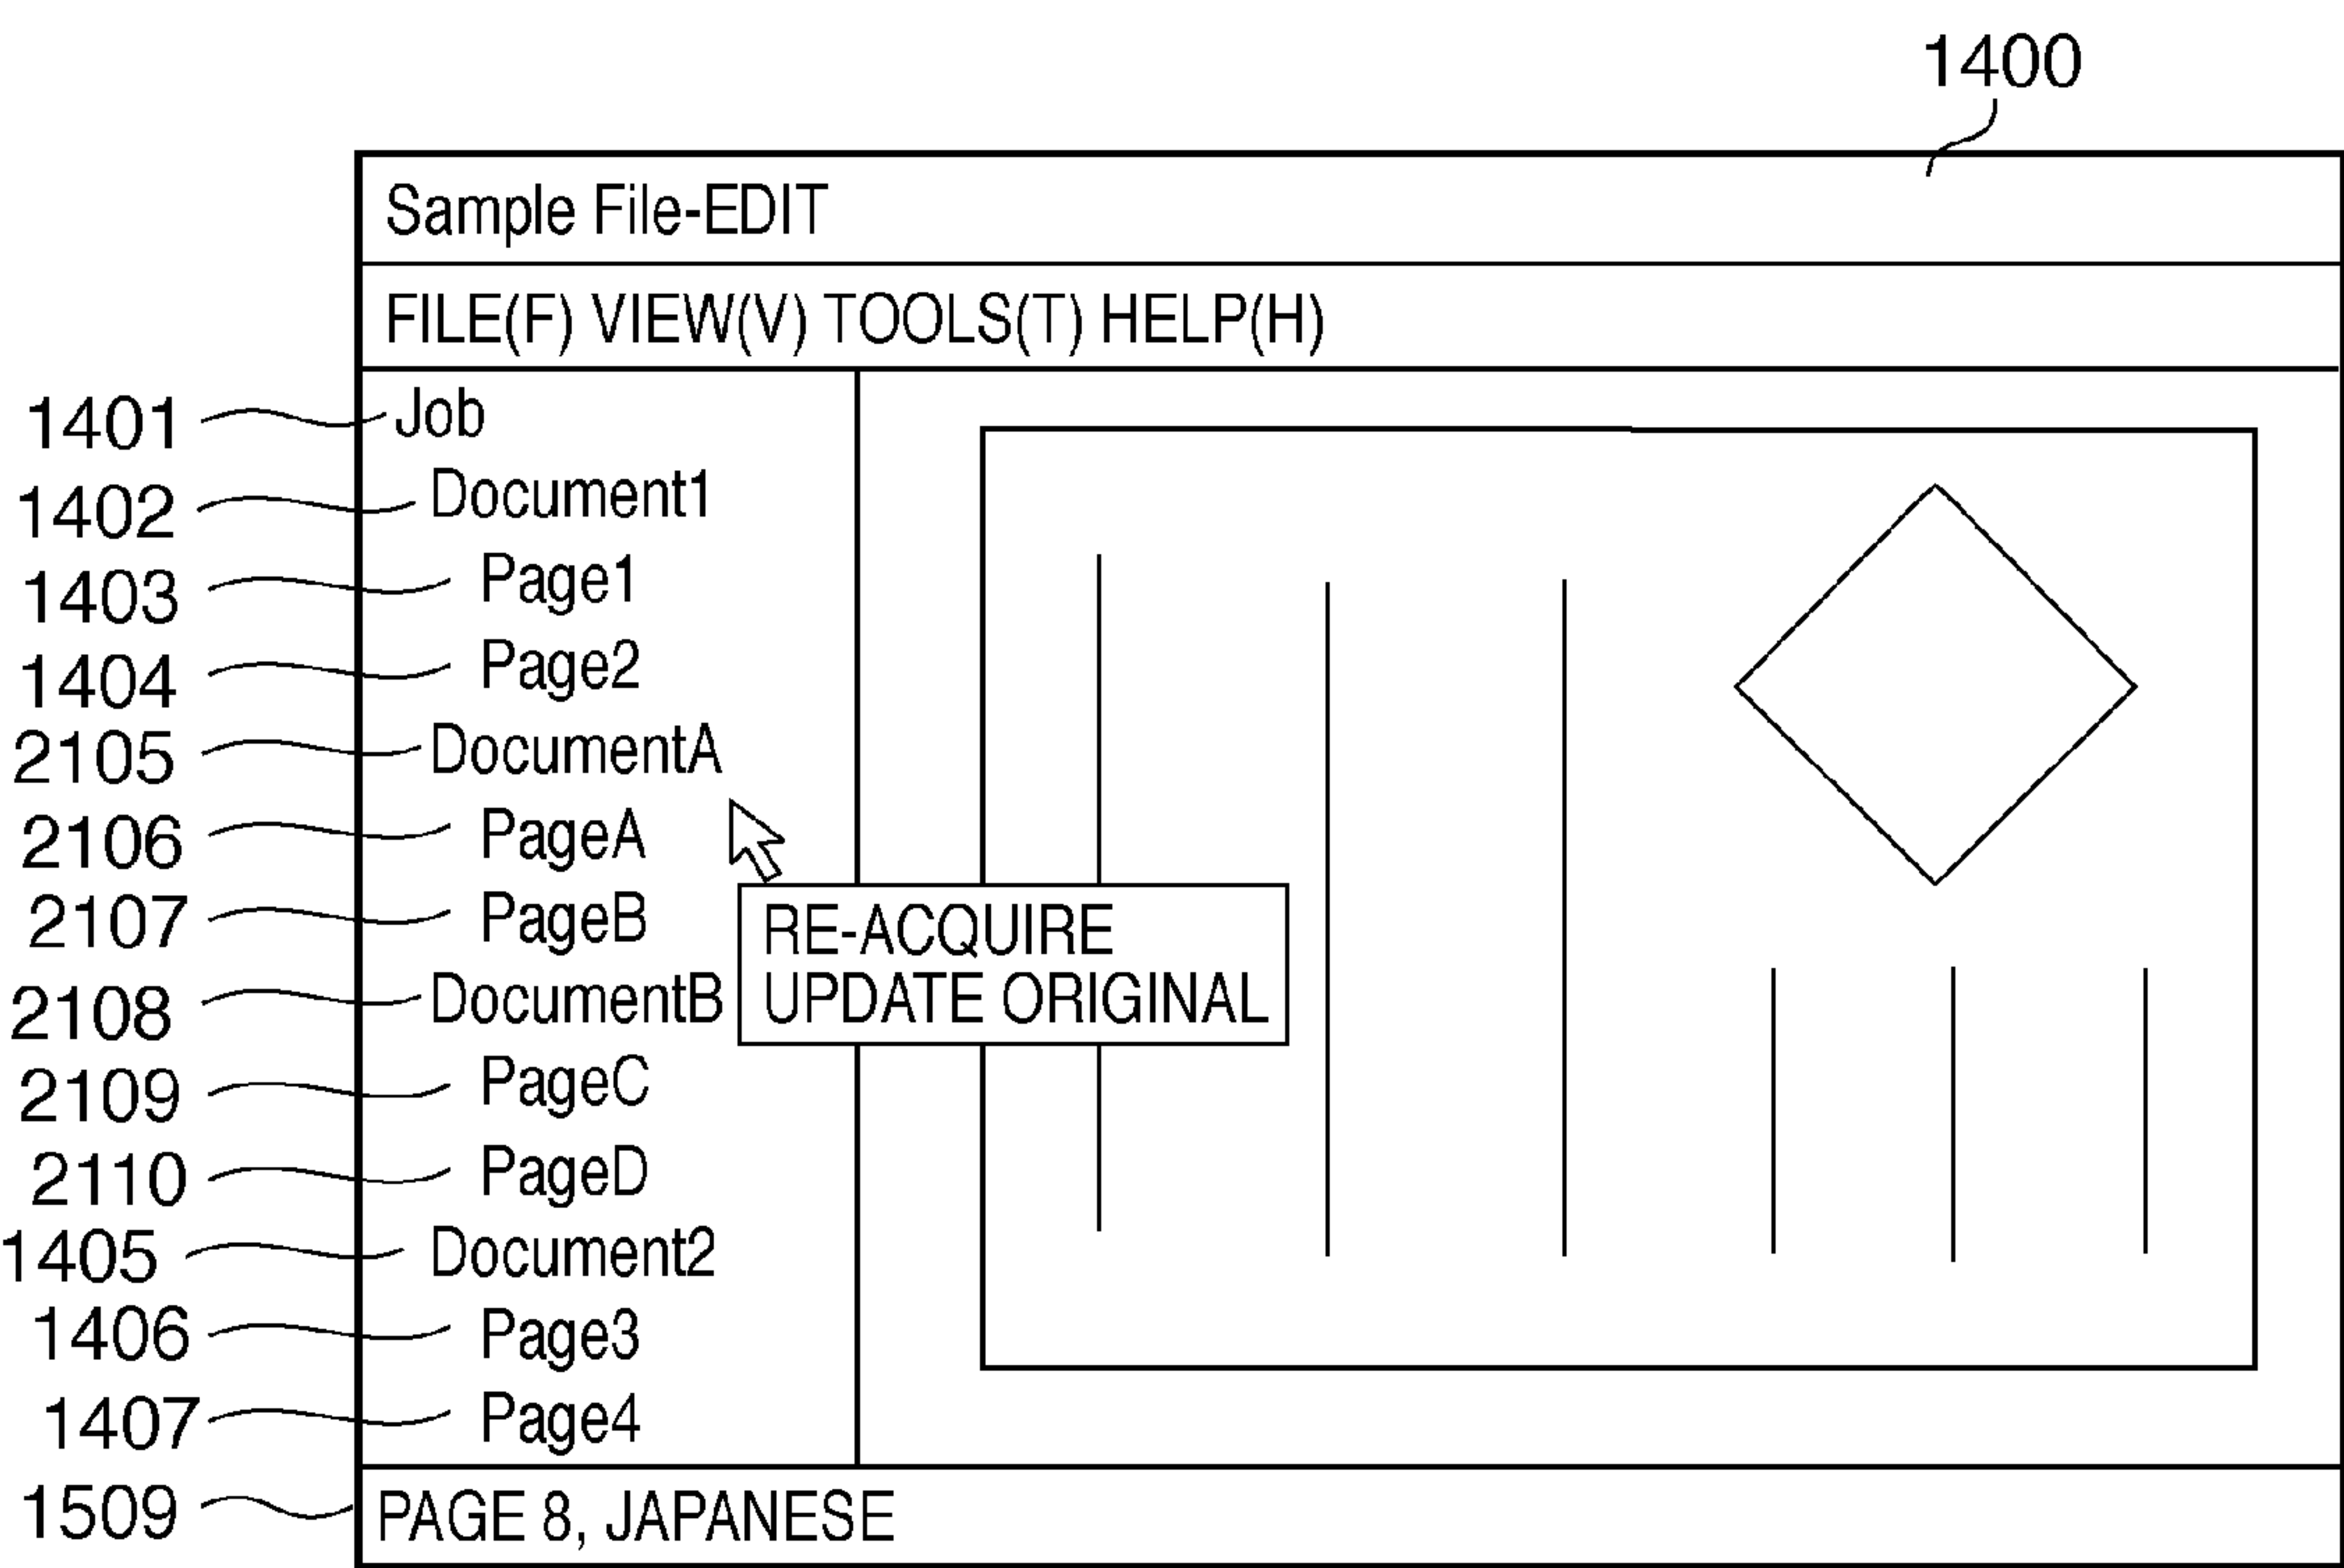 1400
Sample File-EDIT
FILE(F) VIEW(V) TOOLS(T) HELP(H)
1401 Job
1402 Document1
1403 Page1
1404 Page2
2105 DocumentA
2106 PageA
2107 PageB
RE-ACQUIRE
UPDATE ORIGINAL
2108 DocumentB
2109 PageC
2110 PageD
1405 Document2
1406 Page3
1407 Page4
1509 PAGE 8, JAPANESE